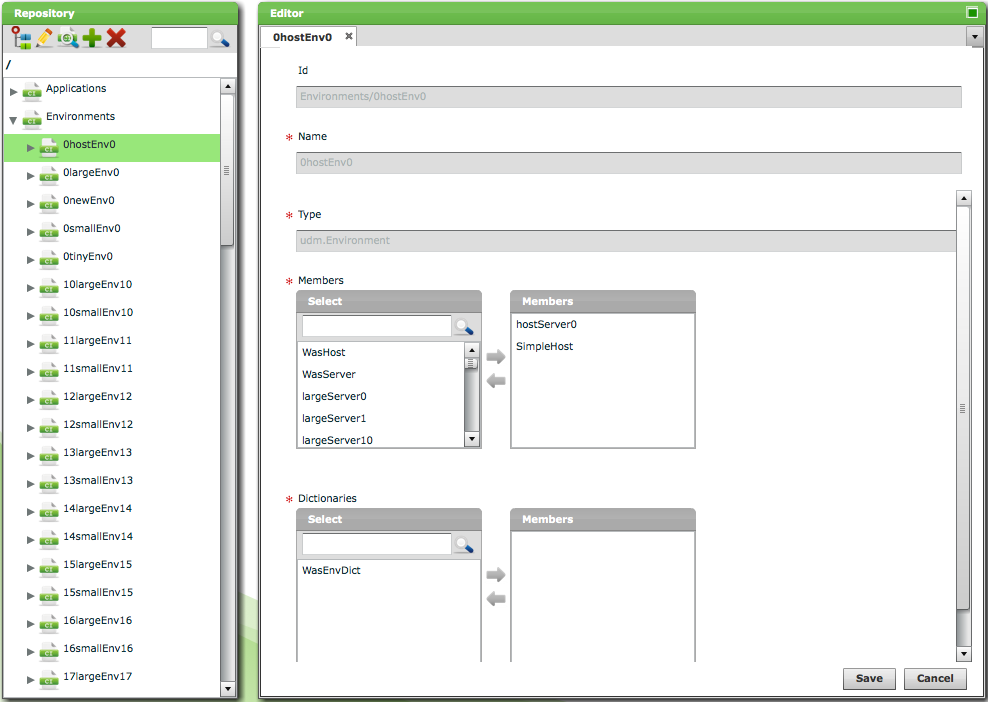 Repository
/
Applications
Environments
0hostEnv0
0largeEnv0
0newEnv0
0smallEnv0
0tinyEnv0
10largeEnv10
10smallEnv10
11largeEnv11
11smallEnv11
12largeEnv12
12smallEnv12
13largeEnv13
13smallEnv13
14largeEnv14
14smallEnv14
15largeEnv15
15smallEnv15
16largeEnv16
16smallEnv16
17largeEnv17
Editor
0hostEnv0
Id
Environments/0hostEnv0
* Name
0hostEnv0
* Type
udm.Environment
* Members
Select
WasHost
WasServer
largeServer0
largeServer1
largeServer10
Members
hostServer0
SimpleHost
* Dictionaries
Select
WasEnvDict
Members
Save Cancel